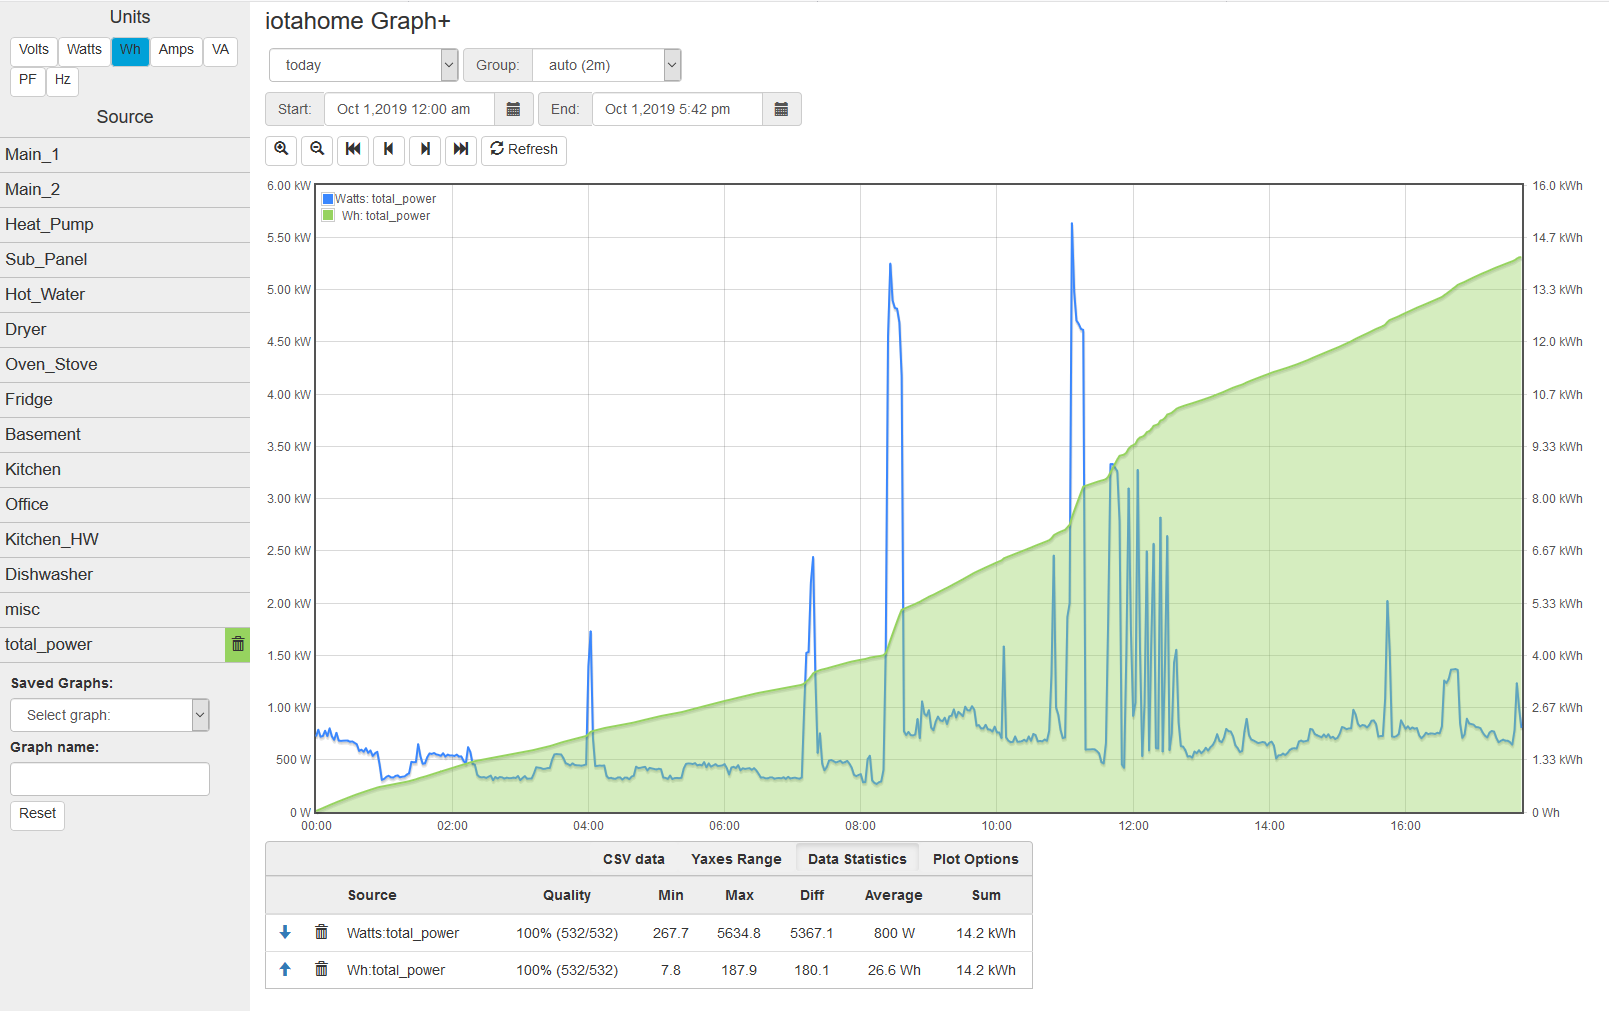 Units
Volts Watts Wh Amps VA
PF Hz
Source
Main_1
Main_2
Heat_Pump
Sub_Panel
Hot_Water
Dryer
Oven_Stove
Fridge
Basement
Kitchen
Office
Kitchen_HW
Dishwasher
misc
total_power
Saved Graphs:
Select graph:
Graph name:
Reset
iotahome Graph+
today Group: auto (2m)
Start: Oct 1,2019 12:00 am End: Oct 1,2019 5:42 pm
Refresh
Watts: total_power
Wh: total_power
6.00 kW 16.0 kWh
5.50 kW 14.7 kWh
5.00 kW 13.3 kWh
4.50 kW 12.0 kWh
4.00 kW 10.7 kWh
3.50 kW 9.33 kWh
3.00 kW 8.00 kWh
2.50 kW 6.67 kWh
2.00 kW 5.33 kWh
1.50 kW 4.00 kWh
1.00 kW 2.67 kWh
500 W 1.33 kWh
0 W 0 Wh
00:00 02:00 04:00 06:00 08:00 10:00 12:00 14:00 16:00
CSV data Yaxes Range Data Statistics Plot Options
Source Quality Min Max Diff Average Sum
Watts:total_power 100% (532/532) 267.7 5634.8 5367.1 800 W 14.2 kWh
Wh:total_power 100% (532/532) 7.8 187.9 180.1 26.6 Wh 14.2 kWh